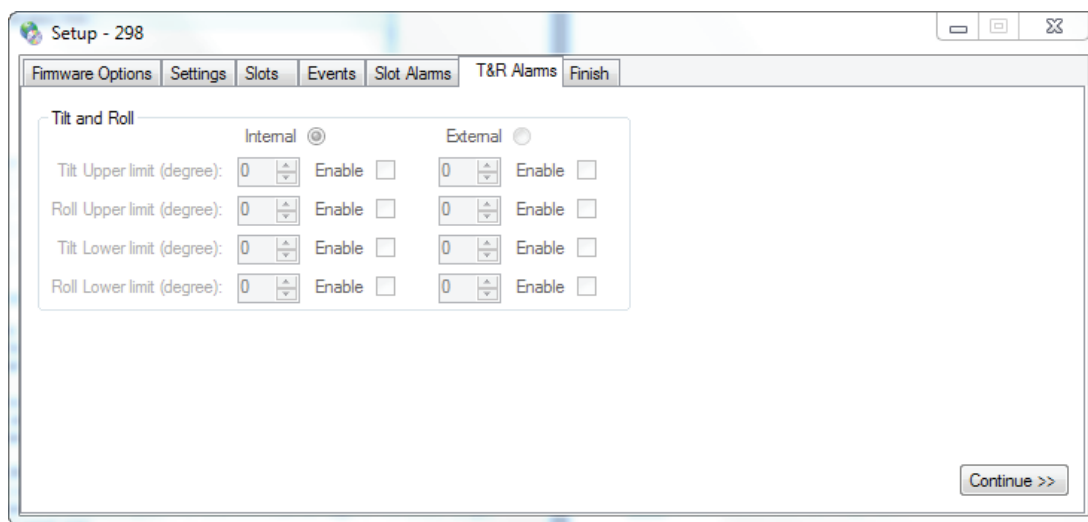 Setup - 298
Firmware Options Settings Slots Events Slot Alarms T&R Alarms Finish
Tilt and Roll
Internal External
Tilt Upper limit (degree): 0 Enable 0 Enable
Roll Upper limit (degree): 0 Enable 0 Enable
Tilt Lower limit (degree): 0 Enable 0 Enable
Roll Lower limit (degree): 0 Enable 0 Enable
Continue >>